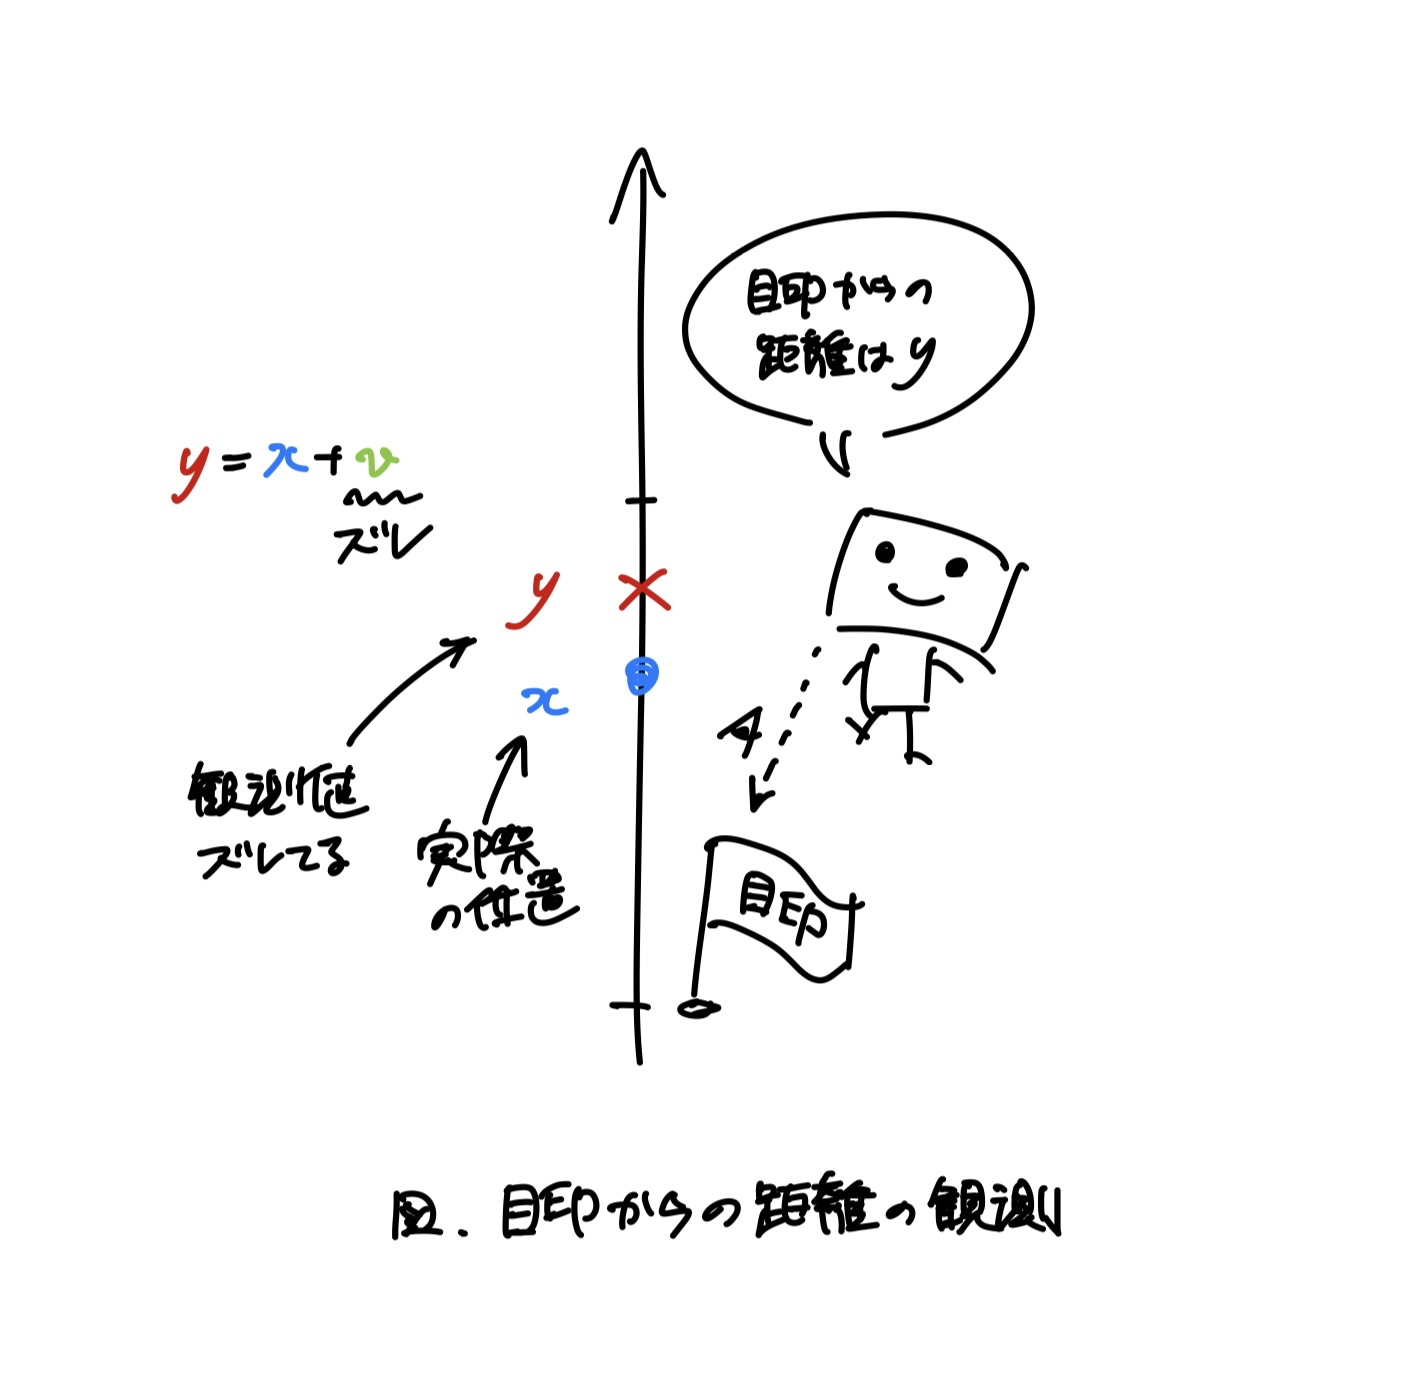 目印からの
距離はy
y = x + v
ズレ
y
x
観測値
ズレてる
実際
の位置
目印
図. 目印からの距離の観測